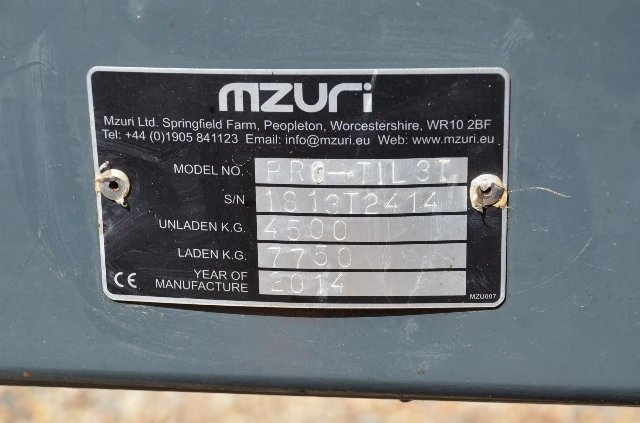 mzuri
Mzuri Ltd. Springfield Farm, Peopleton, Worcestershire, WR10 2BF
Tel: +44 (0)1905 841123 Email: info@mzuri.eu Web: www.mzuri.eu
MODEL NO. PRO-TIL3T
S/N 1813T2414
UNLADEN K.G. 4500
LADEN K.G. 7750
YEAR OF
MANUFACTURE 2014
CE
MZU007